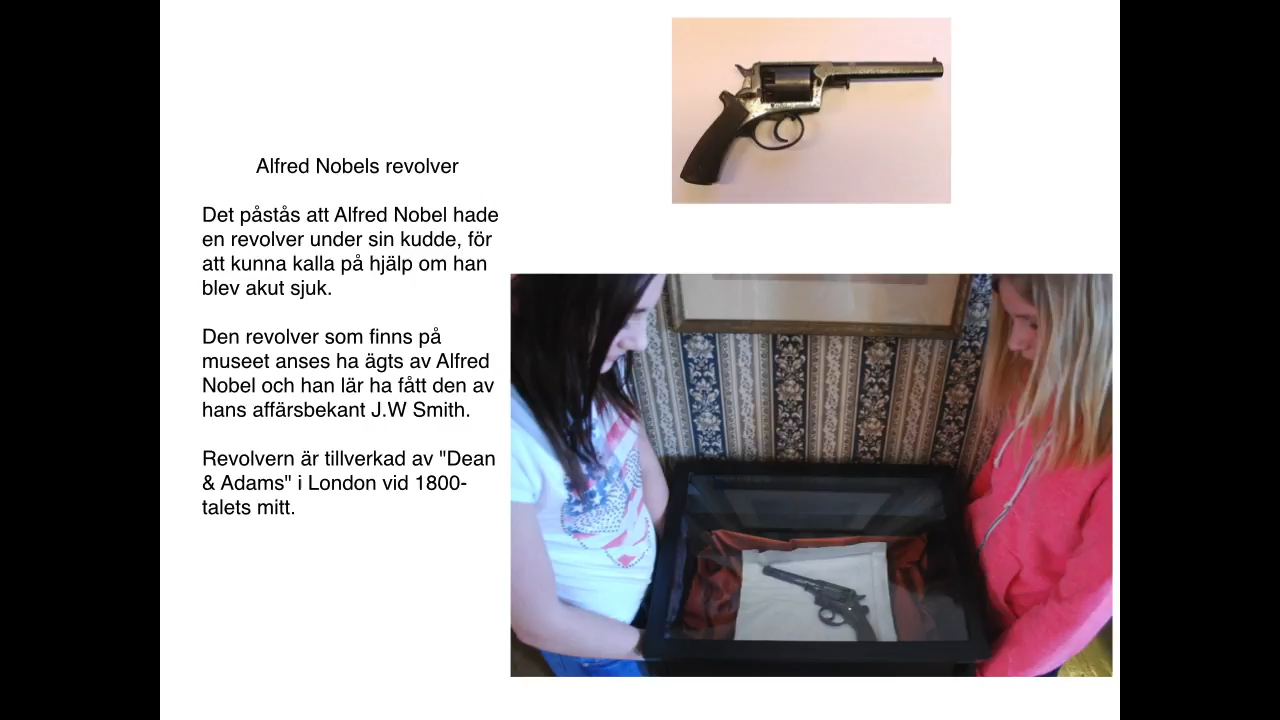 Alfred Nobels revolver
Det påstås att Alfred Nobel hade
en revolver under sin kudde, för
att kunna kalla på hjälp om han
blev akut sjuk.
Den revolver som finns på
museet anses ha ägts av Alfred
Nobel och han lär ha fått den av
hans affärsbekant J.W Smith.
Revolvern är tillverkad av "Dean
& Adams" i London vid 1800-
talets mitt.